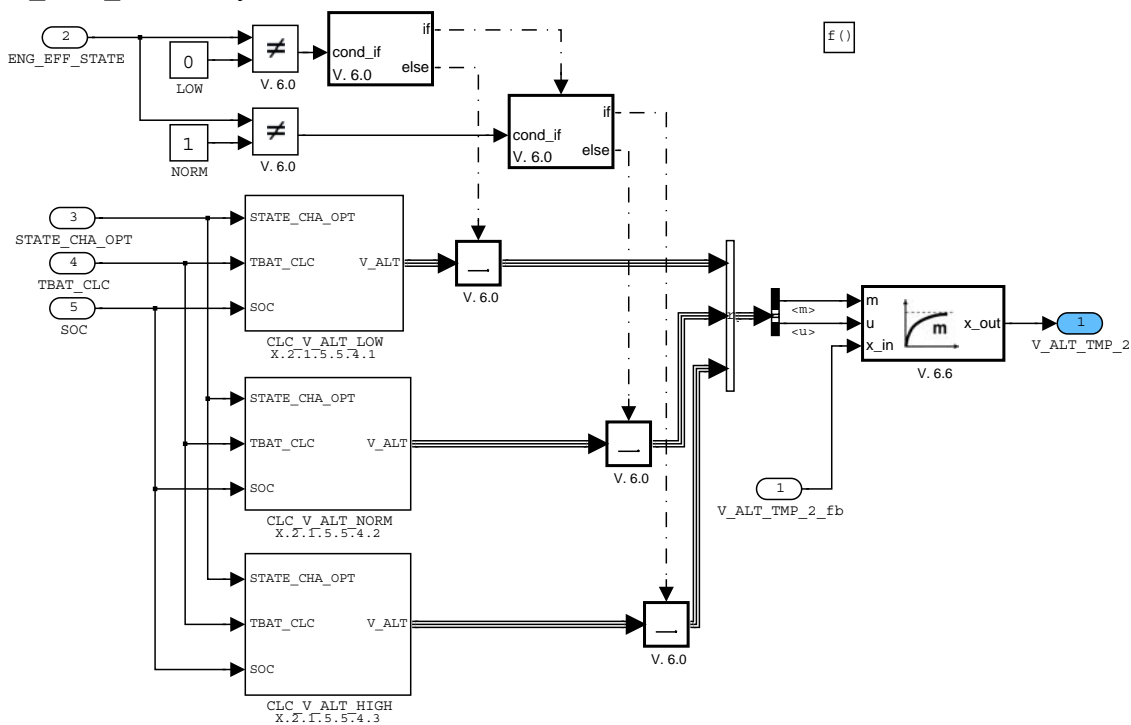 2
ENG_EFF_STATE
0
LOW
≠
V. 6.0
cond_if
if
else
V. 6.0
f()
1
NORM
≠
V. 6.0
cond_if
if
else
V. 6.0
3
STATE_CHA_OPT
4
TBAT_CLC
5
SOC
STATE_CHA_OPT
TBAT_CLC
SOC
V_ALT
CLC_V_ALT_LOW
X.2.1.5.5.4.1
V. 6.0
<m>
<u>
m
u
x_in
m
x_out
V. 6.6
1
V_ALT_TMP_2
STATE_CHA_OPT
TBAT_CLC
SOC
V_ALT
CLC_V_ALT_NORM
X.2.1.5.5.4.2
V. 6.0
1
V_ALT_TMP_2_fb
STATE_CHA_OPT
TBAT_CLC
SOC
V_ALT
CLC_V_ALT_HIGH
X.2.1.5.5.4.3
V. 6.0